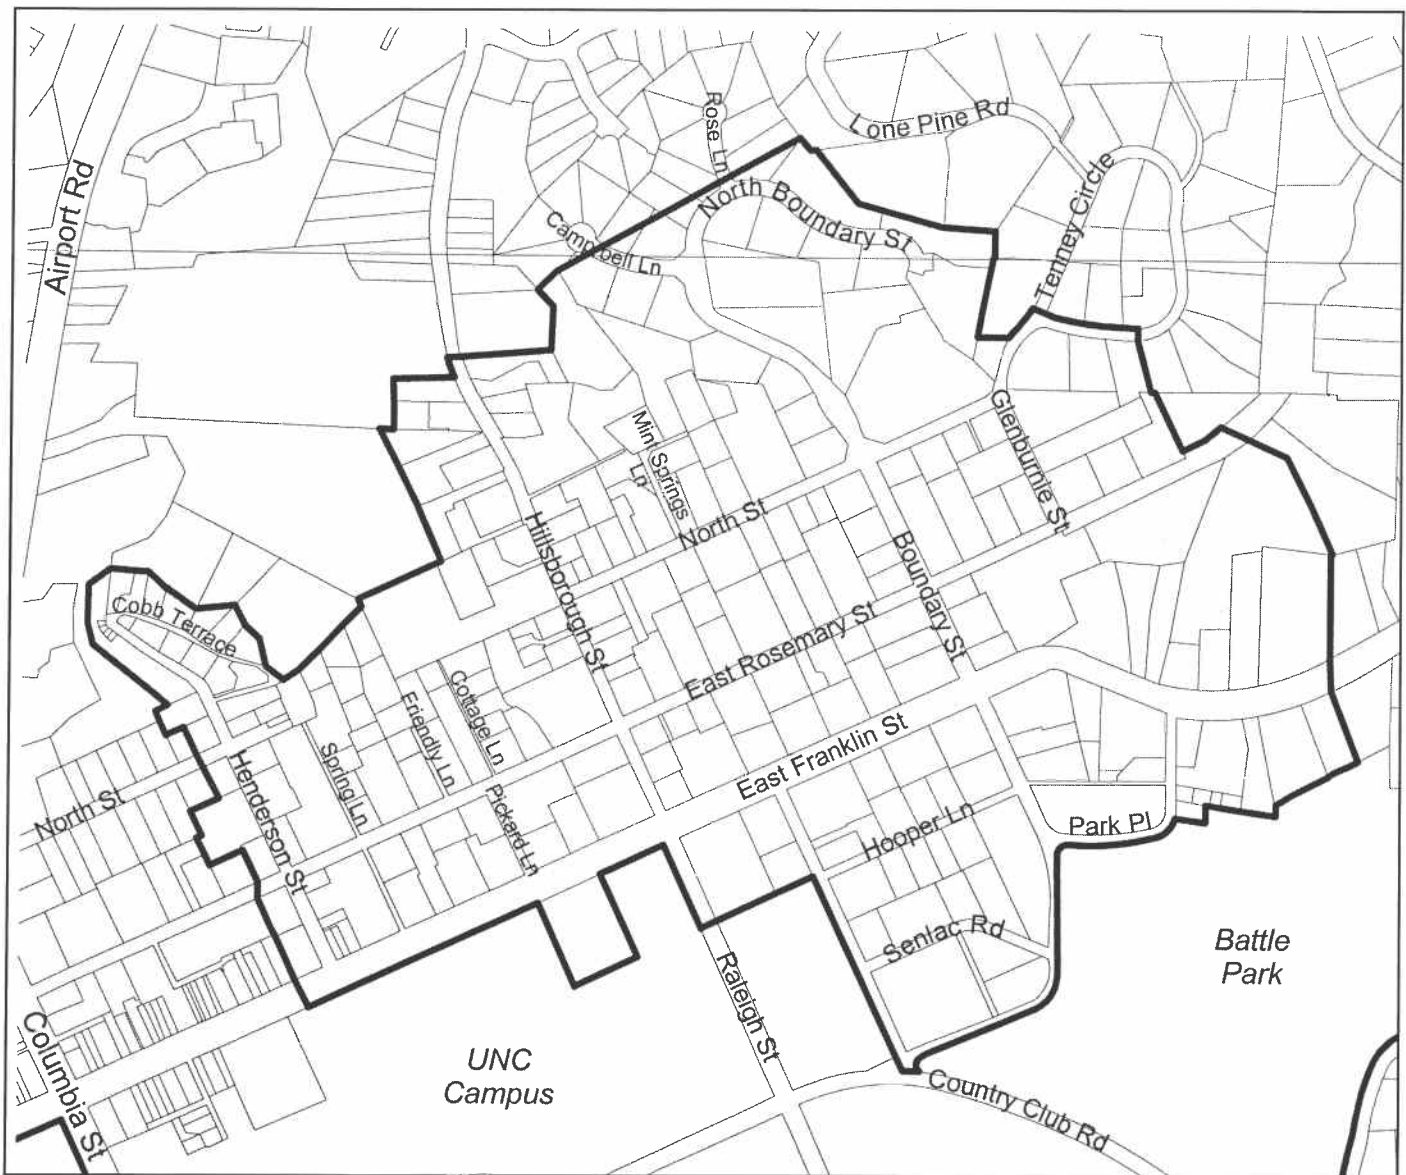 Rose Ln
Lone Pine Rd
Airport Rd
North Boundary St
Tenney Circle
Campbell Ln
Glenburnie St
Mint Springs
Ln
North St
Hillsborough St
Boundary St
Cobb Terrace
East Rosemary St
Cottage Ln
Friendly Ln
Spring Ln
Henderson St
North St
Pickard Ln
East Franklin St
Hooper Ln
Park Pl
Senlac Rd
Battle
Park
Raleigh St
Columbia St
UNC
Campus
Country Club Rd